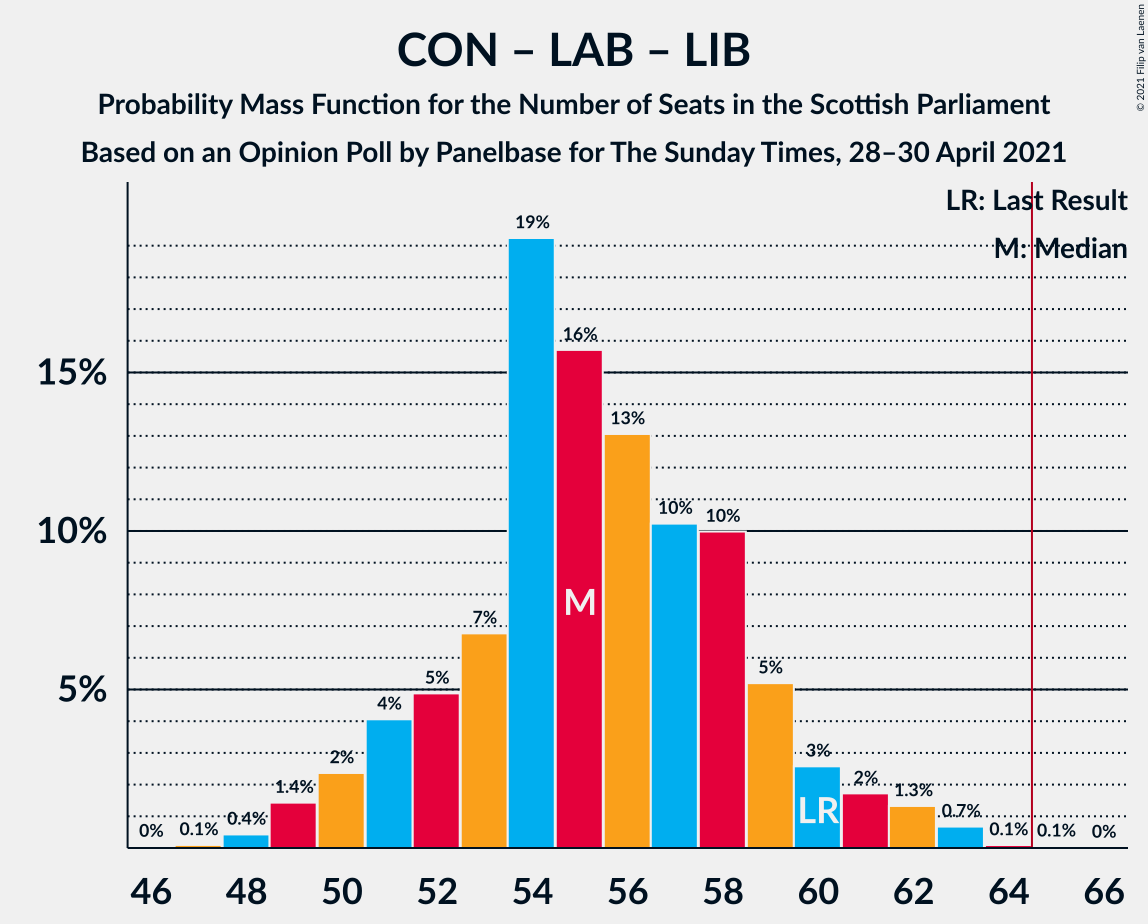 CON – LAB – LIB
Probability Mass Function for the Number of Seats in the Scottish Parliament
Based on an Opinion Poll by Panelbase for The Sunday Times, 28–30 April 2021
© 2021 Filip van Laenen
LR: Last Result
M: Median
19%
16%
15%
13%
10%
10%
10%
M
7%
5%
5%
5%
4%
3%
2%
2%
1.4%
1.3%
LR
0.7%
0.4%
0% 0.1% 0.1% 0.1% 0%
46 48 50 52 54 56 58 60 62 64 66